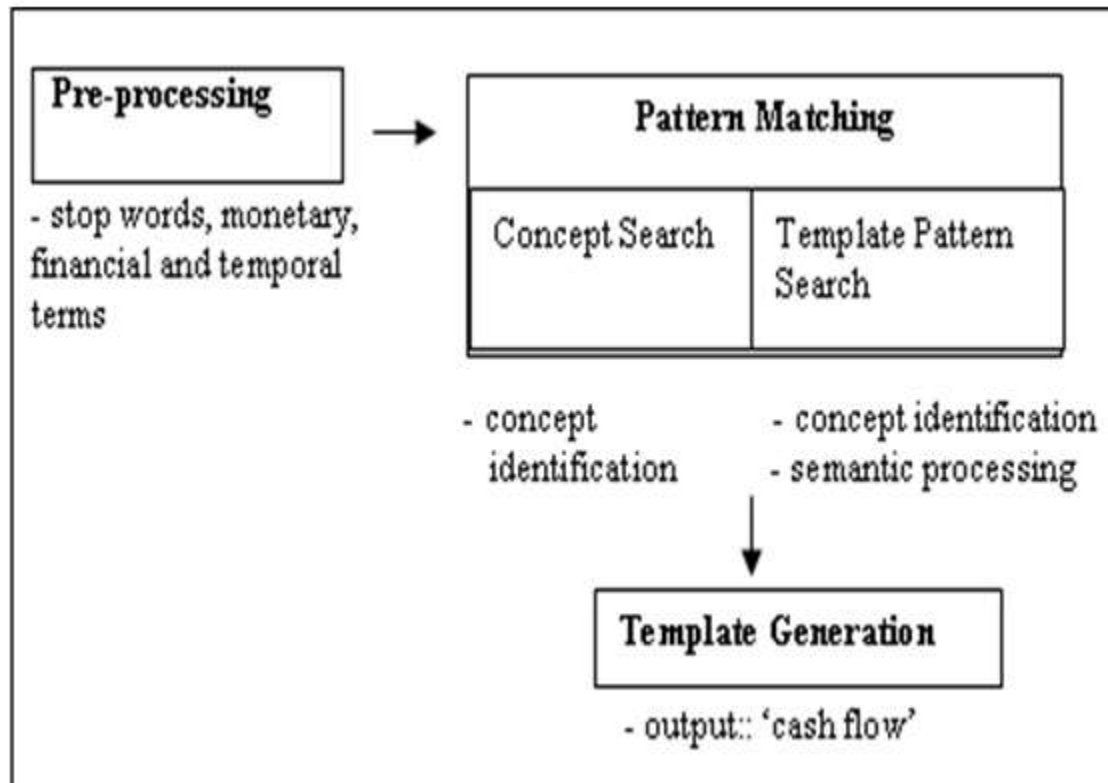 Pre-processing
- stop words, monetary,
financial and temporal
terms
Pattern Matching
Concept Search
Template Pattern
Search
- concept
identification
- concept identification
- semantic processing
Template Generation
- output:: ‘cash flow’